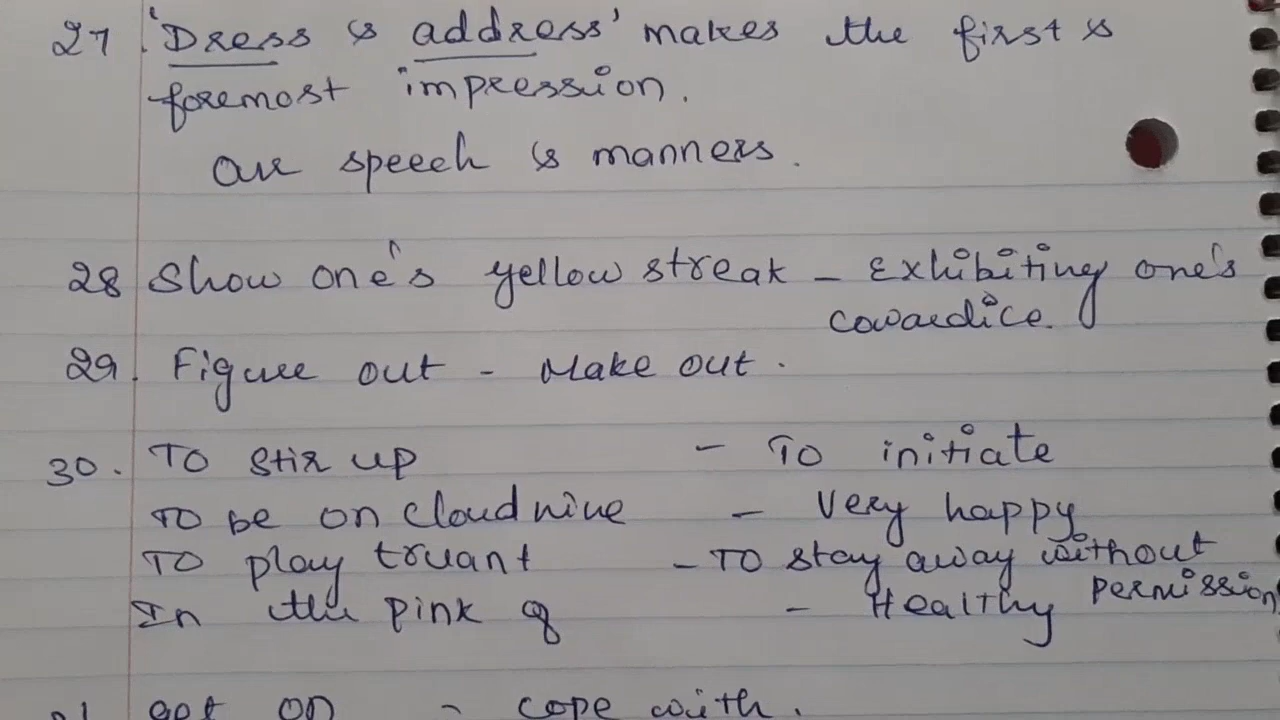 27. 'Dress & address' makes the first &
foremost impression.
Our speech & manners.
28 Show one's yellow streak - Exhibiting one's
cowardice.
29. Figure out - Make out.
30. To stir up - To initiate
To be on cloud nine - Very happy
To play truant - To stay away without
permission
In the pink of - Healthy
31 Get on - cope with.